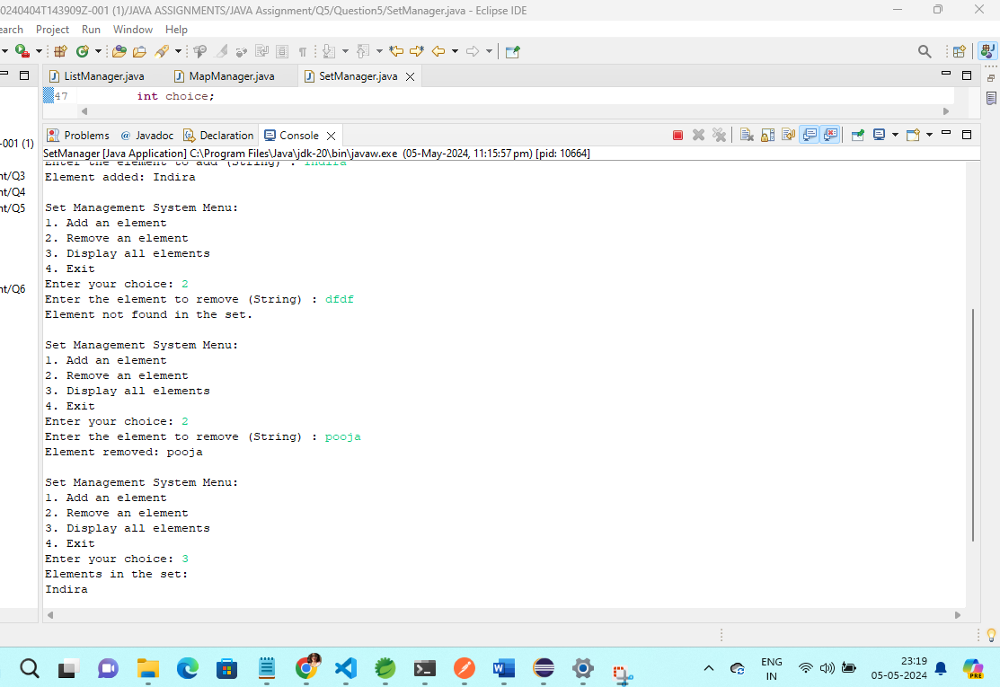 0240404T143909Z-001 (1)/JAVA ASSIGNMENTS/JAVA Assignment/Q5/Question5/SetManager.java - Eclipse IDE
earch Project Run Window Help
ListManager.java MapManager.java SetManager.java
47 int choice;
Problems @ Javadoc Declaration Console
-001 (1)
SetManager [Java Application] C:\Program Files\Java\jdk-20\bin\javaw.exe (05-May-2024, 11:15:57 pm) [pid: 10664]
Enter the element to add (String) : Indira
nt/Q3
Element added: Indira
nt/Q4
nt/Q5
Set Management System Menu:
1. Add an element
2. Remove an element
3. Display all elements
4. Exit
Enter your choice: 2
nt/Q6
Enter the element to remove (String) : dfdf
Element not found in the set.
Set Management System Menu:
1. Add an element
2. Remove an element
3. Display all elements
4. Exit
Enter your choice: 2
Enter the element to remove (String) : pooja
Element removed: pooja
Set Management System Menu:
1. Add an element
2. Remove an element
3. Display all elements
4. Exit
Enter your choice: 3
Elements in the set:
Indira
ENG
IN
23:19
05-05-2024
PRE